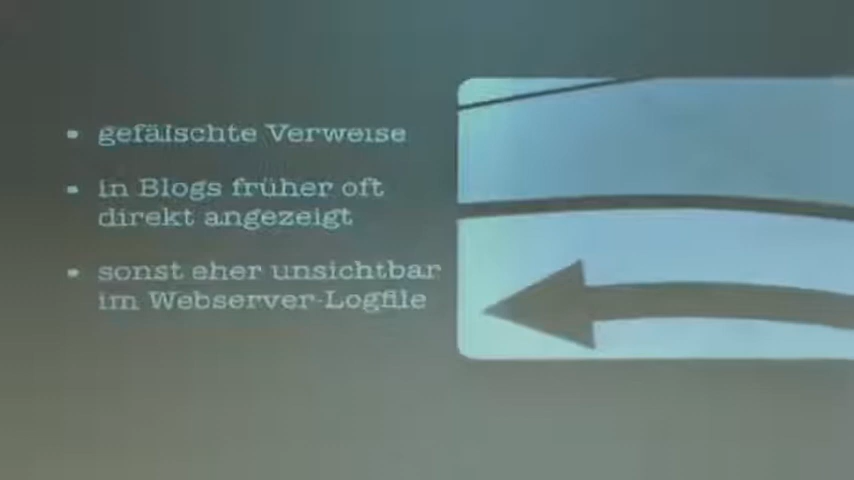 • gefälschte Verweise
• in Blogs früher oft
direkt angezeigt
• sonst eher unsichtbar
im Webserver-Logfile